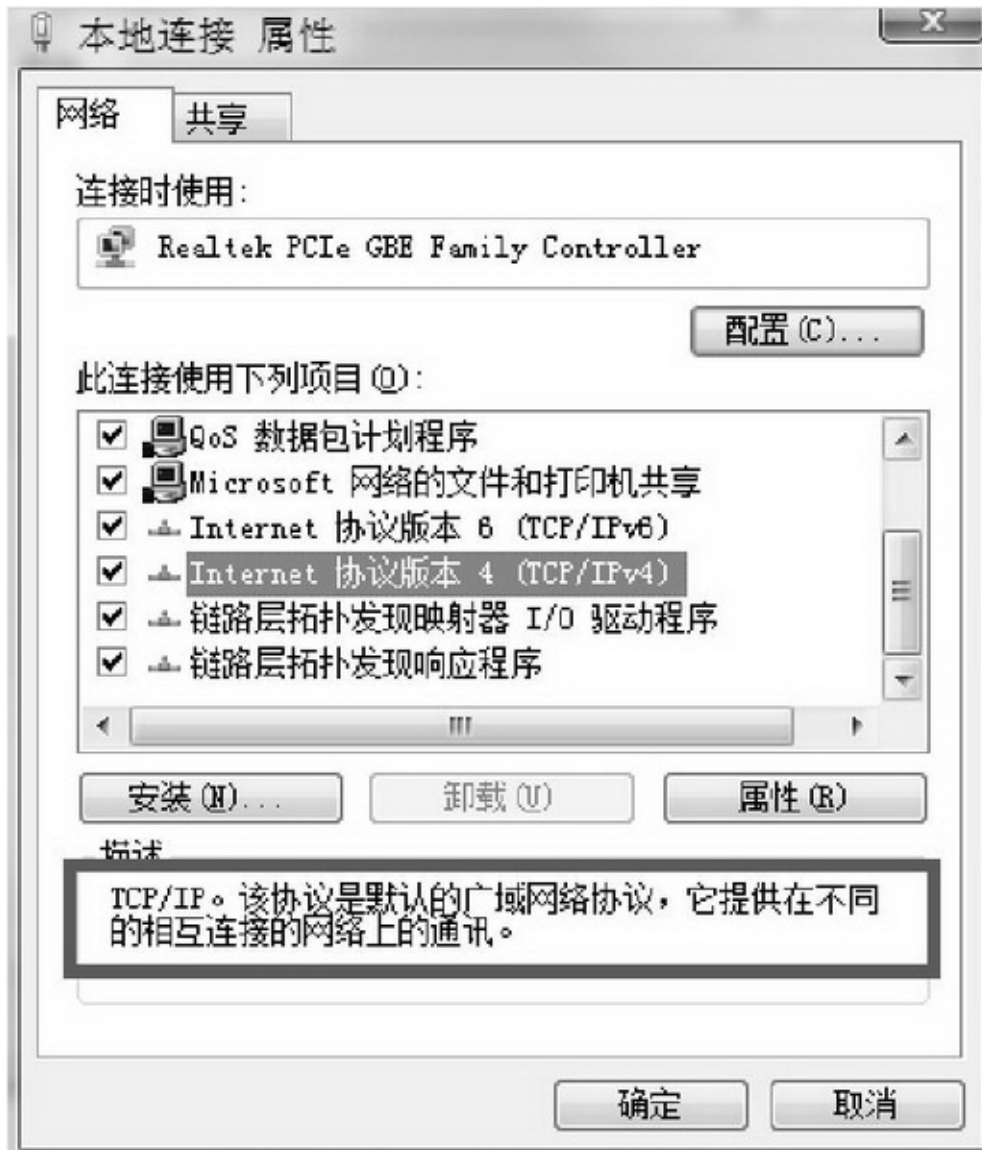 本地连接 属性
网络
共享
连接时使用:
Realtek PCIe GBE Family Controller
配置(C)...
此连接使用下列项目(O):
QoS 数据包计划程序
Microsoft 网络的文件和打印机共享
Internet 协议版本 6 (TCP/IPv6)
Internet 协议版本 4 (TCP/IPv4)
链路层拓扑发现映射器 I/O 驱动程序
链路层拓扑发现响应程序
安装(N)...
卸载(U)
属性(R)
描述
TCP/IP。该协议是默认的广域网络协议，它提供在不同
的相互连接的网络上的通讯。
确定
取消